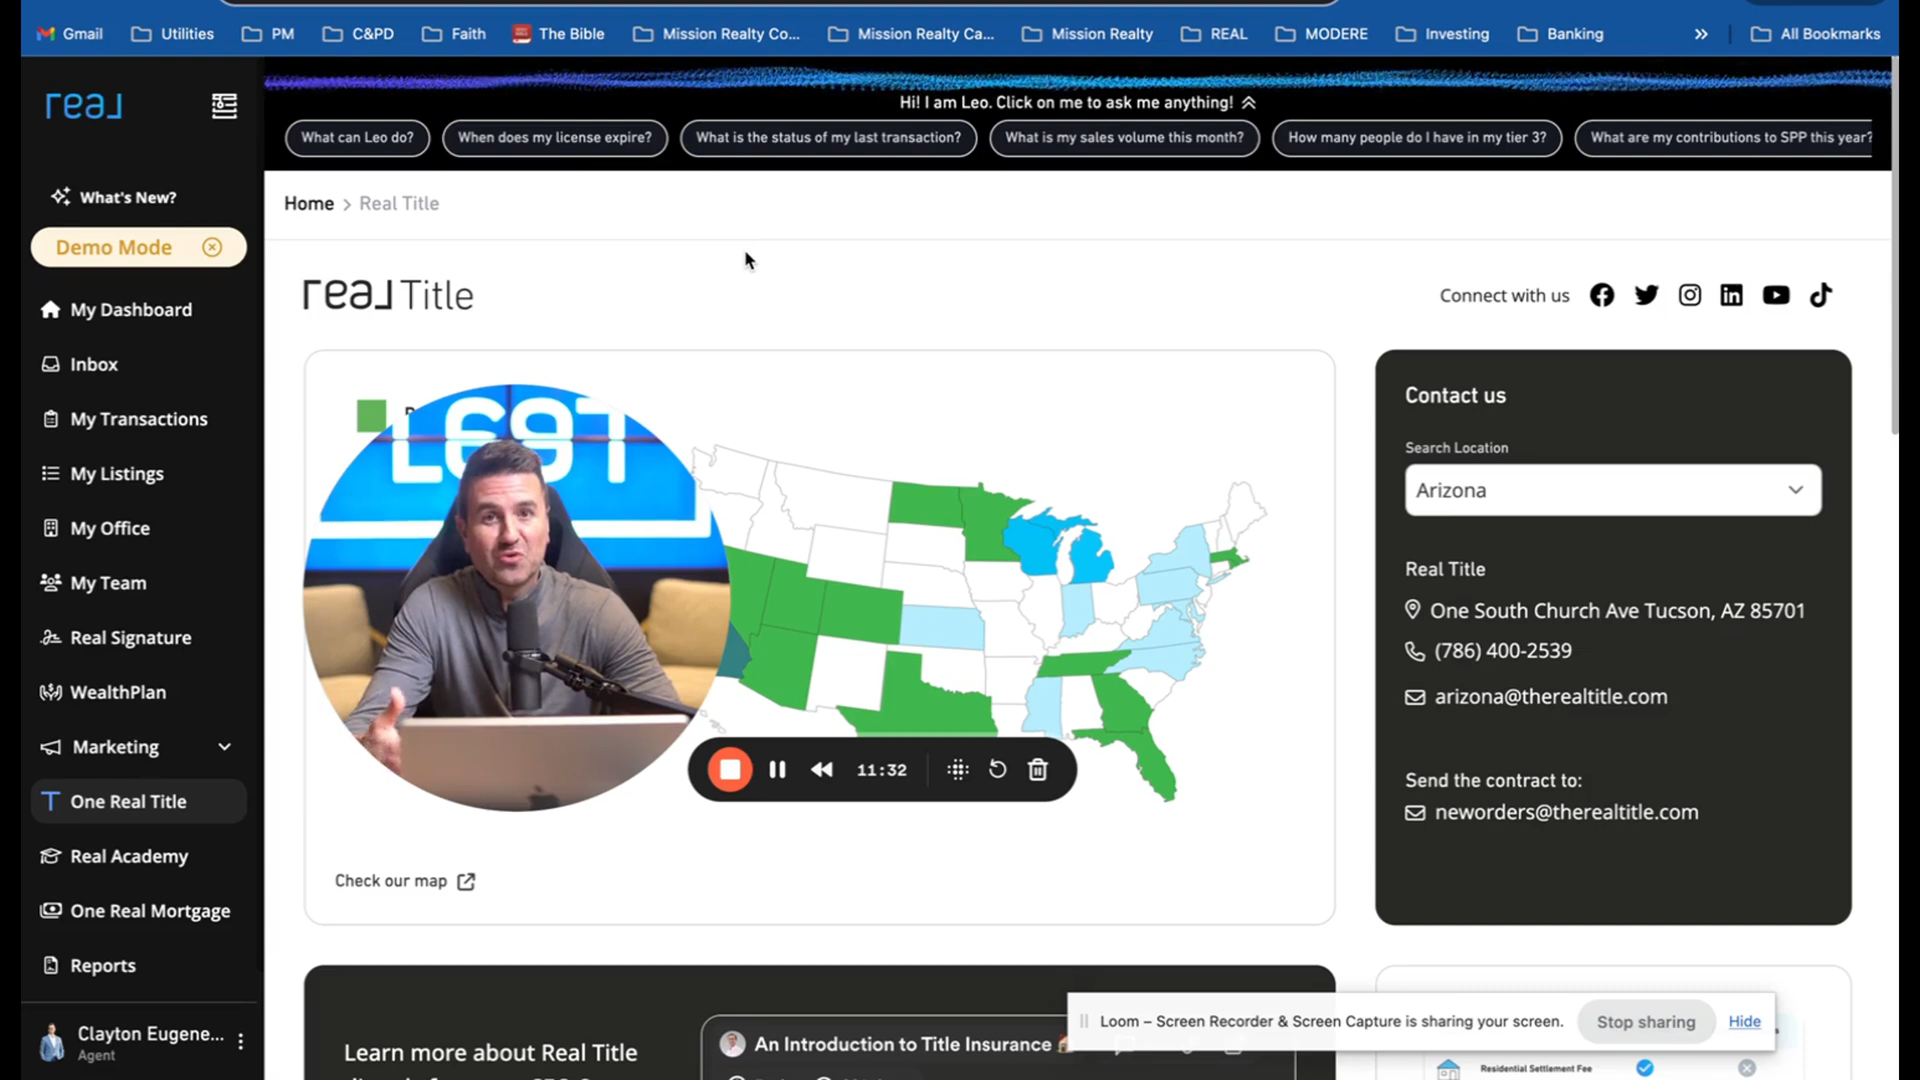 Gmail
Utilities
PM
C&PD
Faith
The Bible
Mission Realty Co...
Mission Realty Ca...
Mission Realty
REAL
MODERE
Investing
Banking
»
All Bookmarks
real
Hi! I am Leo. Click on me to ask me anything!
What can Leo do?
When does my license expire?
What is the status of my last transaction?
What is my sales volume this month?
How many people do I have in my tier 3?
What are my contributions to SPP this year?
What's New?
Demo Mode
My Dashboard
Inbox
My Transactions
My Listings
My Office
My Team
Real Signature
WealthPlan
Marketing
One Real Title
Real Academy
One Real Mortgage
Reports
Clayton Eugene...
Agent
Home > Real Title
real Title
Connect with us
11:32
Check our map
Contact us
Search Location
Arizona
Real Title
One South Church Ave Tucson, AZ 85701
(786) 400-2539
arizona@therealtitle.com
Send the contract to:
neworders@therealtitle.com
Learn more about Real Title
An Introduction to Title Insurance
Loom – Screen Recorder & Screen Capture is sharing your screen.
Stop sharing
Hide
Residential Settlement Fee